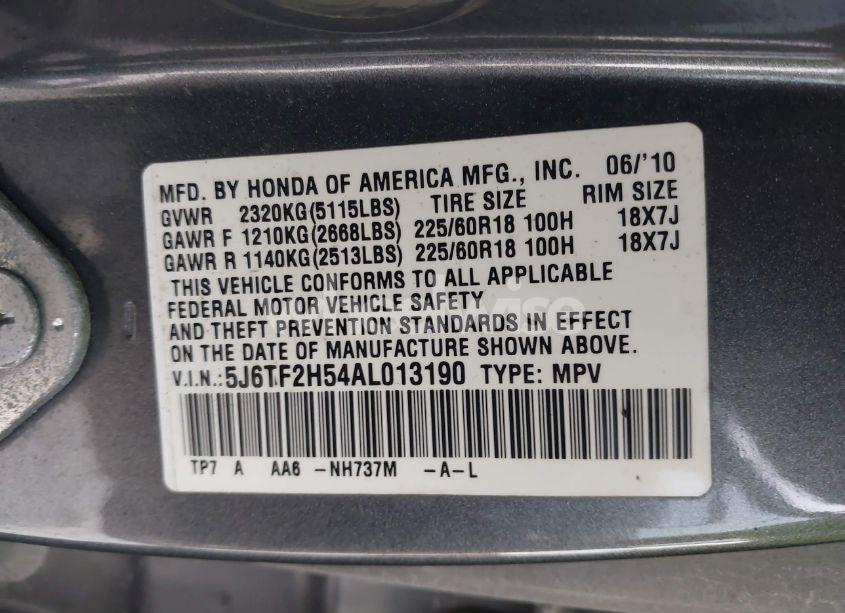 MFD. BY HONDA OF AMERICA MFG., INC. 06/'10
GVWR 2320KG(5115LBS) TIRE SIZE RIM SIZE
GAWR F 1210KG(2668LBS) 225/60R18 100H 18X7J
GAWR R 1140KG(2513LBS) 225/60R18 100H 18X7J
THIS VEHICLE CONFORMS TO ALL APPLICABLE
FEDERAL MOTOR VEHICLE SAFETY
AND THEFT PREVENTION STANDARDS IN EFFECT
ON THE DATE OF MANUFACTURE SHOWN ABOVE.
V.I.N.: 5J6TF2H54AL013190 TYPE: MPV
TP7 A AA6 -NH737M -A-L